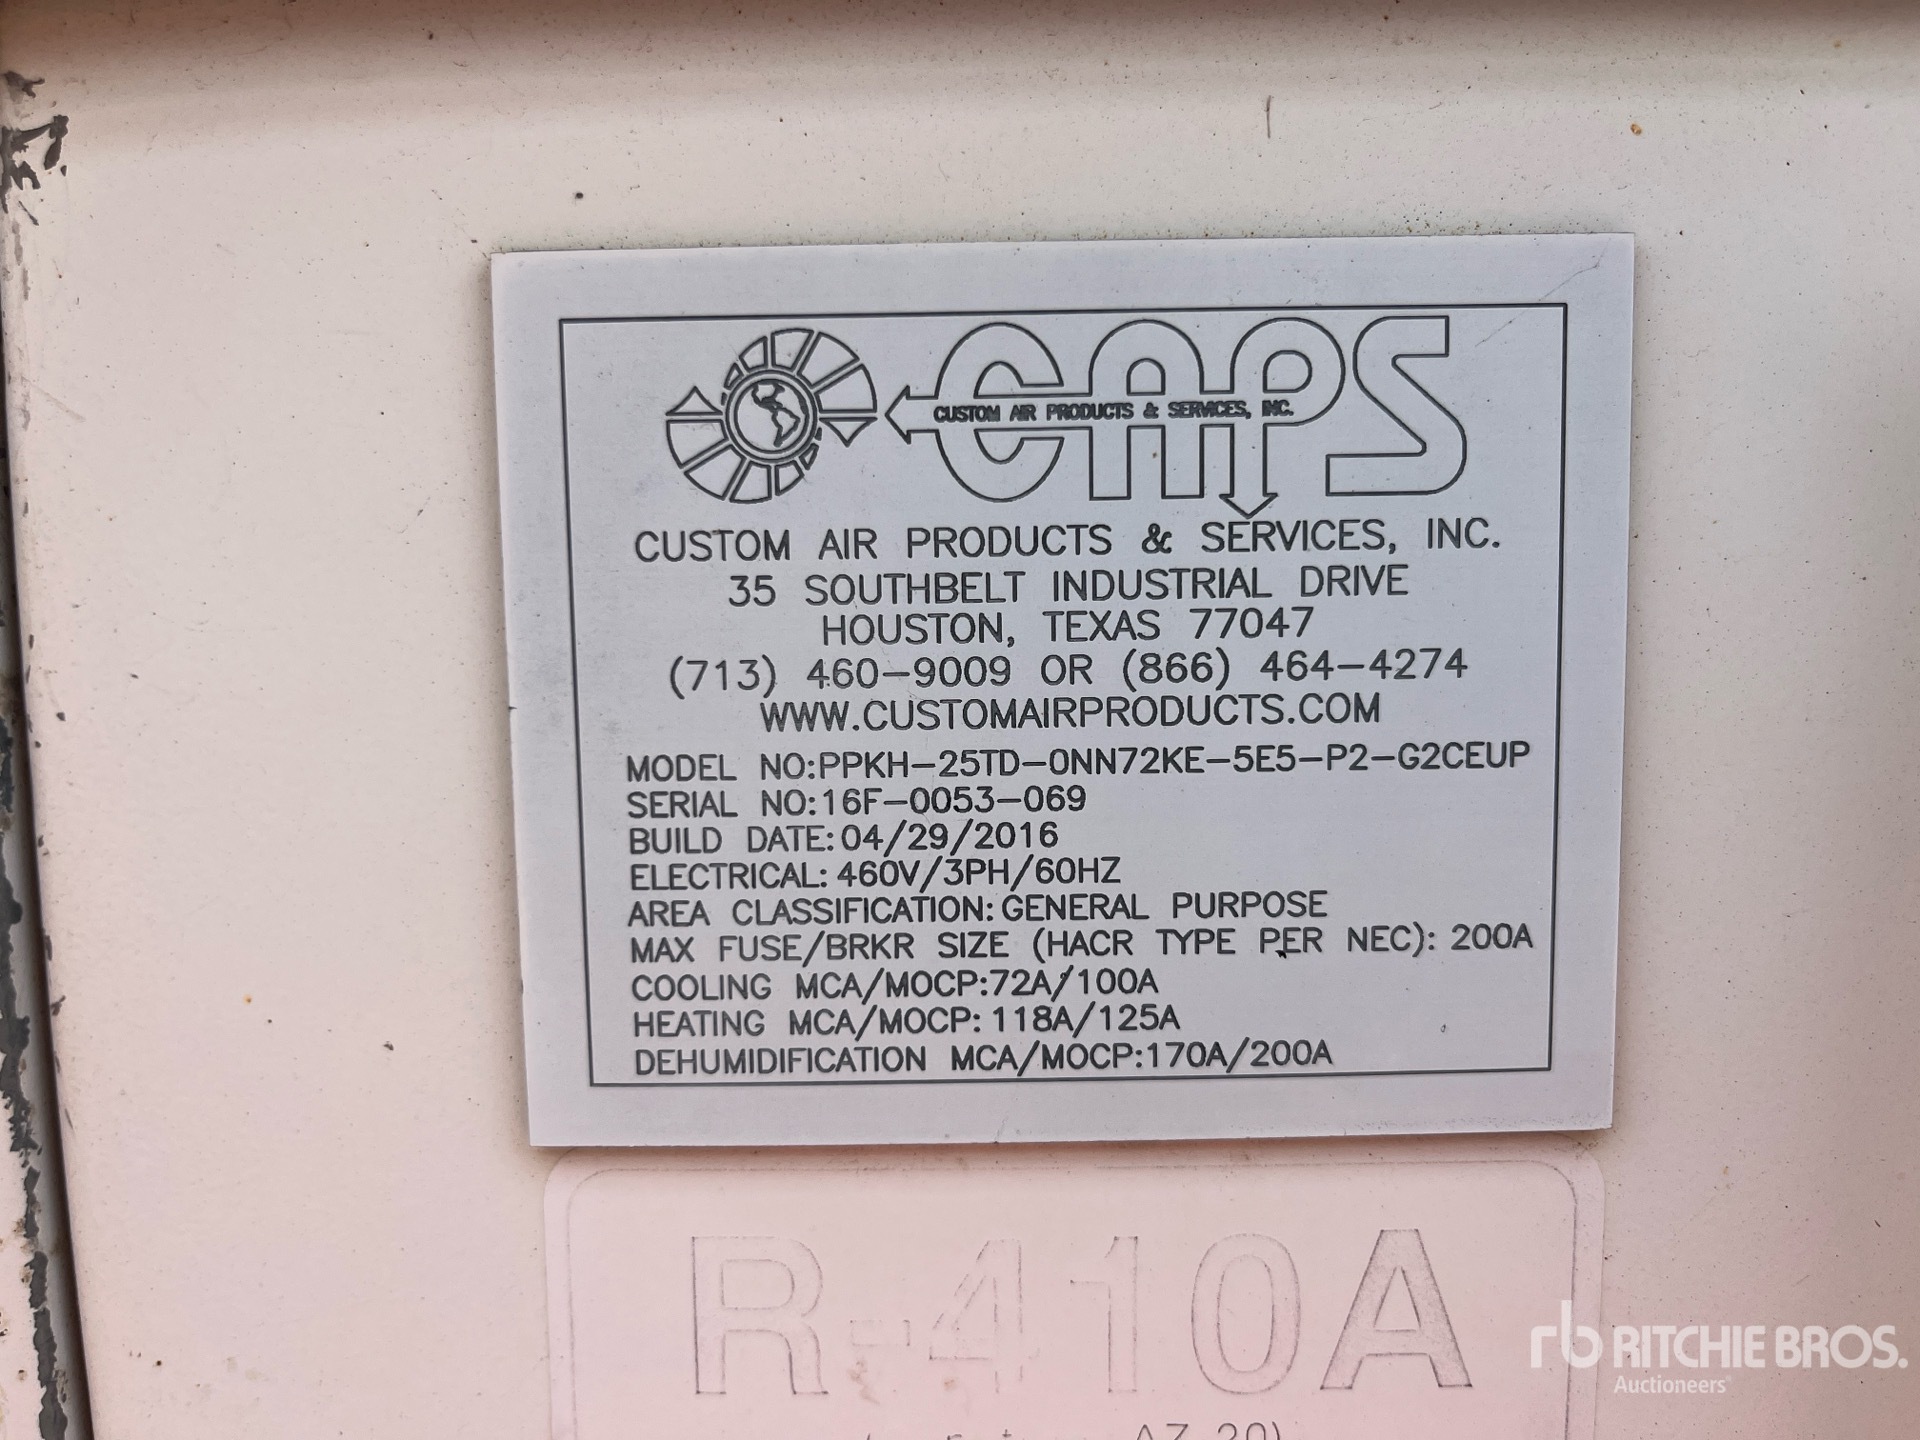 CAPS
CUSTOM AIR PRODUCTS & SERVICES, INC.
CUSTOM AIR PRODUCTS & SERVICES, INC.
35 SOUTHBELT INDUSTRIAL DRIVE
HOUSTON, TEXAS 77047
(713) 460-9009 OR (866) 464-4274
WWW.CUSTOMAIRPRODUCTS.COM
MODEL NO:PPKH-25TD-0NN72KE-5E5-P2-G2CEUP
SERIAL NO:16F-0053-069
BUILD DATE:04/29/2016
ELECTRICAL:460V/3PH/60HZ
AREA CLASSIFICATION:GENERAL PURPOSE
MAX FUSE/BRKR SIZE (HACR TYPE PER NEC): 200A
COOLING MCA/MOCP:72A/100A
HEATING MCA/MOCP: 118A/125A
DEHUMIDIFICATION MCA/MOCP:170A/200A
R-410A
AZ-20)
rb RITCHIE BROS.
Auctioneers